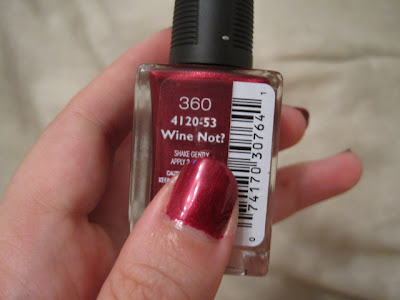 360
4120-53
Wine Not?
SHAKE GENTLY
APPLY 2
0 74170 30764 1